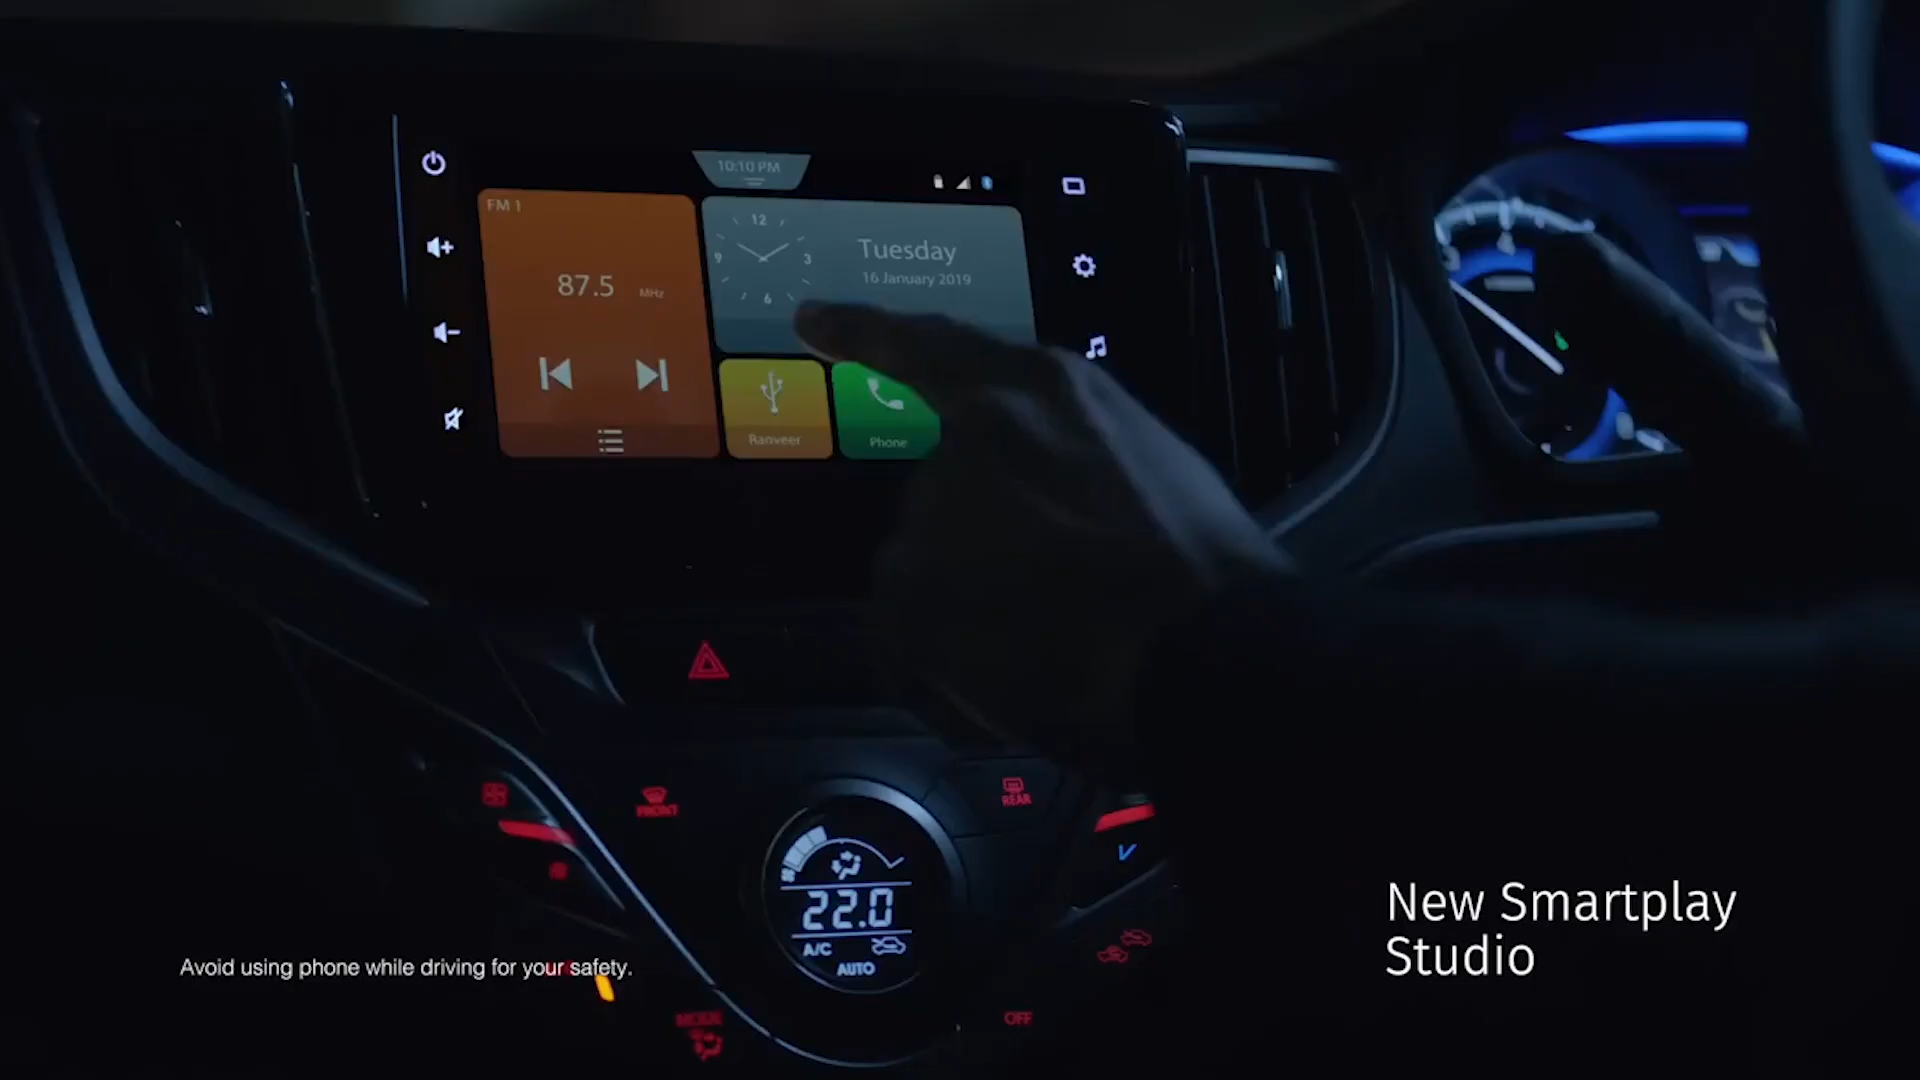 10:10 PM
FM 1
87.5 MHz
12
9
3
6
Tuesday
16 January 2019
Ranveer
Phone
FRONT
REAR
22.0
A/C
AUTO
MODE
OFF
New Smartplay
Studio
Avoid using phone while driving for your safety.